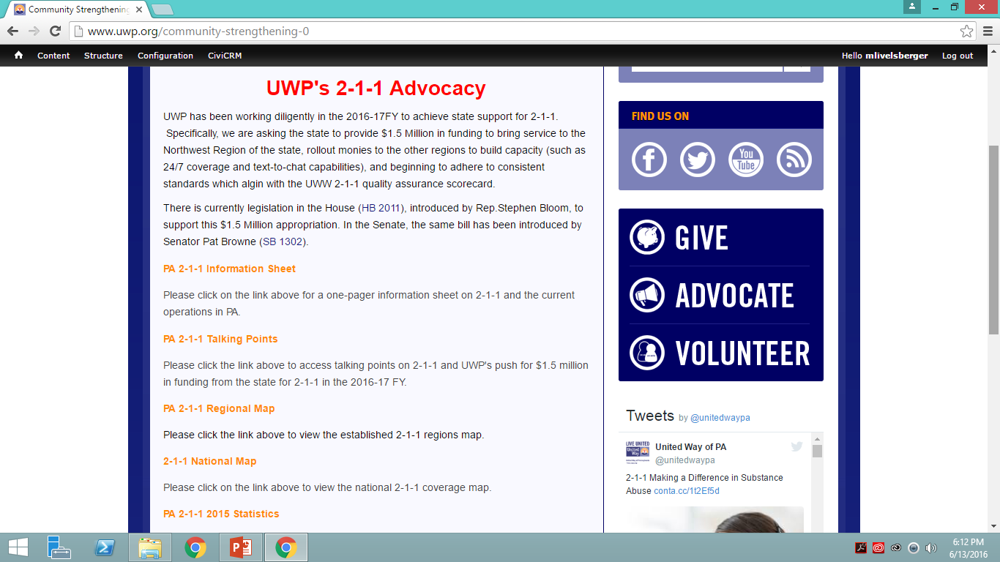 Community Strengthening
www.uwp.org/community-strengthening-0
Content Structure Configuration CiviCRM
Hello mlivelsberger Log out
UWP's 2-1-1 Advocacy
UWP has been working diligently in the 2016-17FY to achieve state support for 2-1-1.
Specifically, we are asking the state to provide $1.5 Million in funding to bring service to the
Northwest Region of the state, rollout monies to the other regions to build capacity (such as
24/7 coverage and text-to-chat capabilities), and beginning to adhere to consistent
standards which algin with the UWW 2-1-1 quality assurance scorecard.
There is currently legislation in the House (HB 2011), introduced by Rep.Stephen Bloom, to
support this $1.5 Million appropriation. In the Senate, the same bill has been introduced by
Senator Pat Browne (SB 1302).
PA 2-1-1 Information Sheet
Please click on the link above for a one-pager information sheet on 2-1-1 and the current
operations in PA.
PA 2-1-1 Talking Points
Please click the link above to access talking points on 2-1-1 and UWP's push for $1.5 million
in funding from the state for 2-1-1 in the 2016-17 FY.
PA 2-1-1 Regional Map
Please click the link above to view the established 2-1-1 regions map.
2-1-1 National Map
Please click on the link above to view the national 2-1-1 coverage map.
PA 2-1-1 2015 Statistics
FIND US ON
You
Tube
GIVE
ADVOCATE
VOLUNTEER
Tweets by @unitedwaypa
LIVE UNITED
United
Way
United Way of PA
@unitedwaypa
2-1-1 Making a Difference in Substance
Abuse conta.cc/1t2Ef5d
6:12 PM
6/13/2016